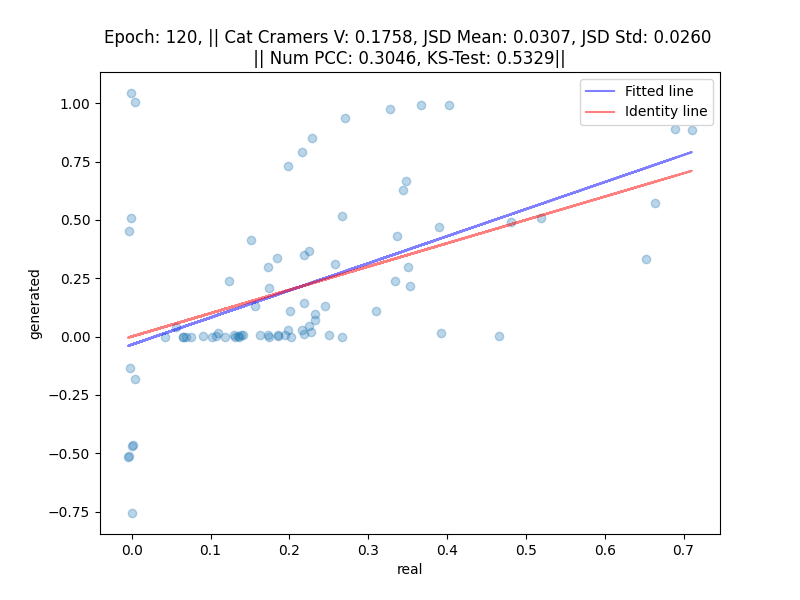 Epoch: 120, || Cat Cramers V: 0.1758, JSD Mean: 0.0307, JSD Std: 0.0260
|| Num PCC: 0.3046, KS-Test: 0.5329||
Fitted line
Identity line
1.00
0.75
0.50
0.25
0.00
−0.25
−0.50
−0.75
generated
0.0 0.1 0.2 0.3 0.4 0.5 0.6 0.7
real